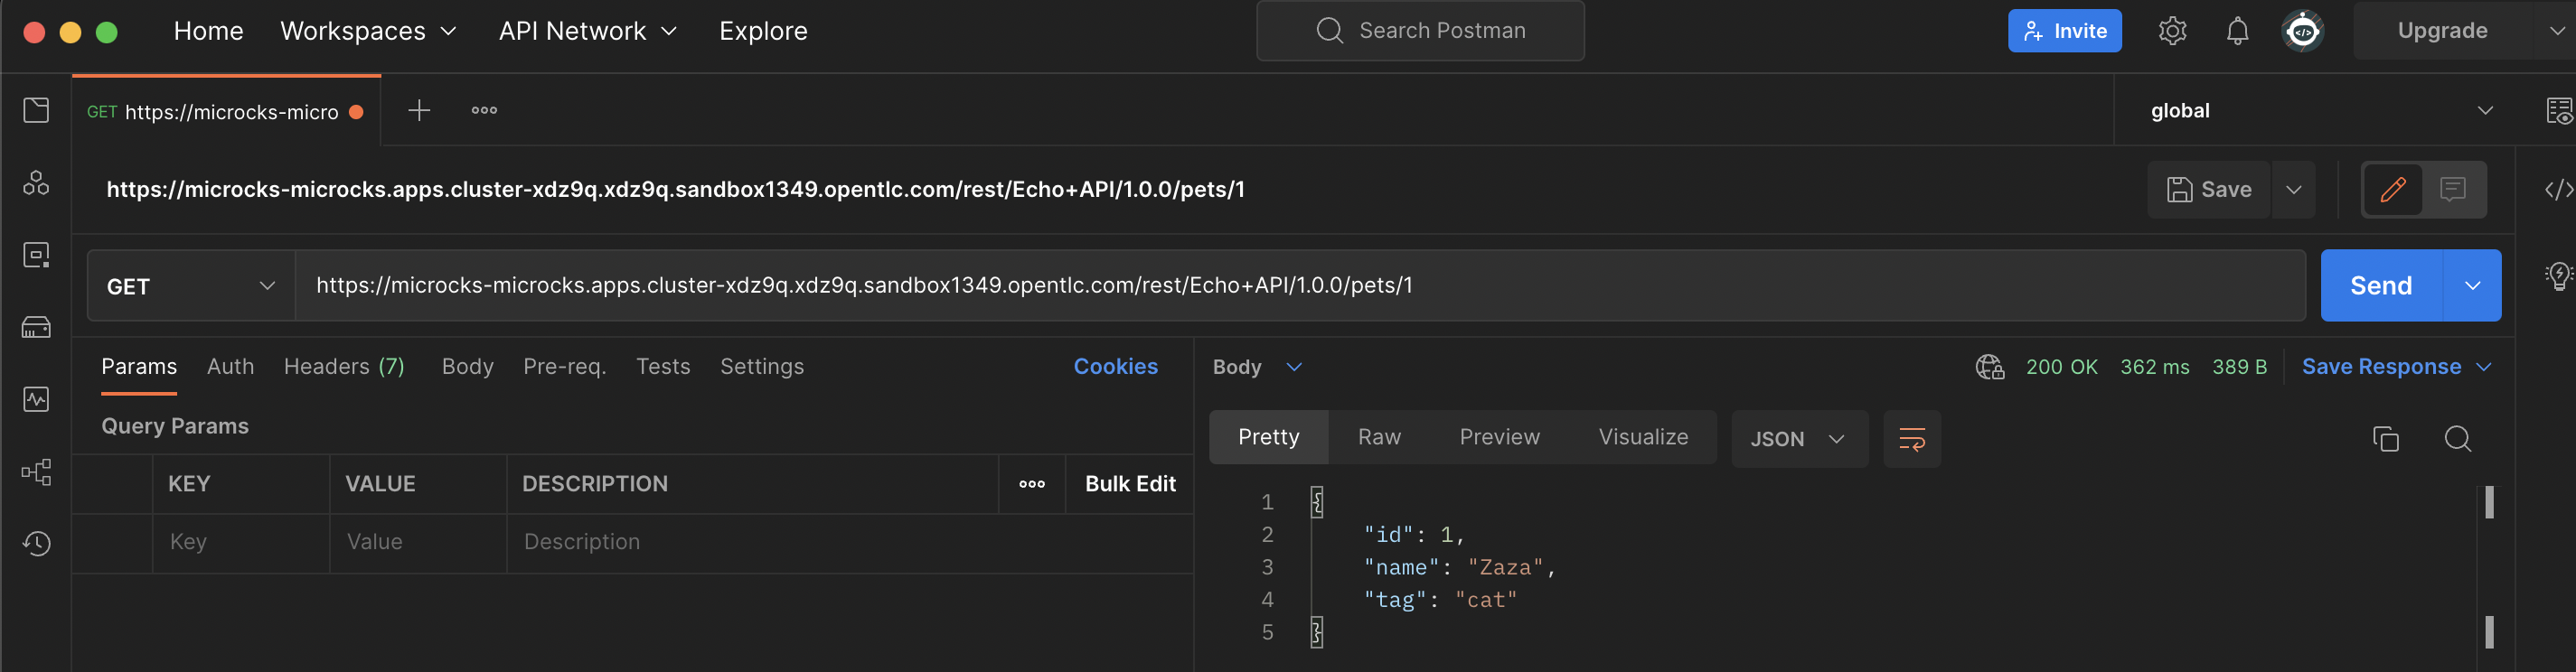 Home Workspaces API Network Explore Search Postman Invite Upgrade
GET https://microcks-micro global
https://microcks-microcks.apps.cluster-xdz9q.xdz9q.sandbox1349.opentlc.com/rest/Echo+API/1.0.0/pets/1 Save
GET https://microcks-microcks.apps.cluster-xdz9q.xdz9q.sandbox1349.opentlc.com/rest/Echo+API/1.0.0/pets/1 Send
Params Auth Headers (7) Body Pre-req. Tests Settings Cookies
Query Params
KEY VALUE DESCRIPTION Bulk Edit
Key Value Description
Body 200 OK 362 ms 389 B Save Response
Pretty Raw Preview Visualize JSON
1 {
2 "id": 1,
3 "name": "Zaza",
4 "tag": "cat"
5 }